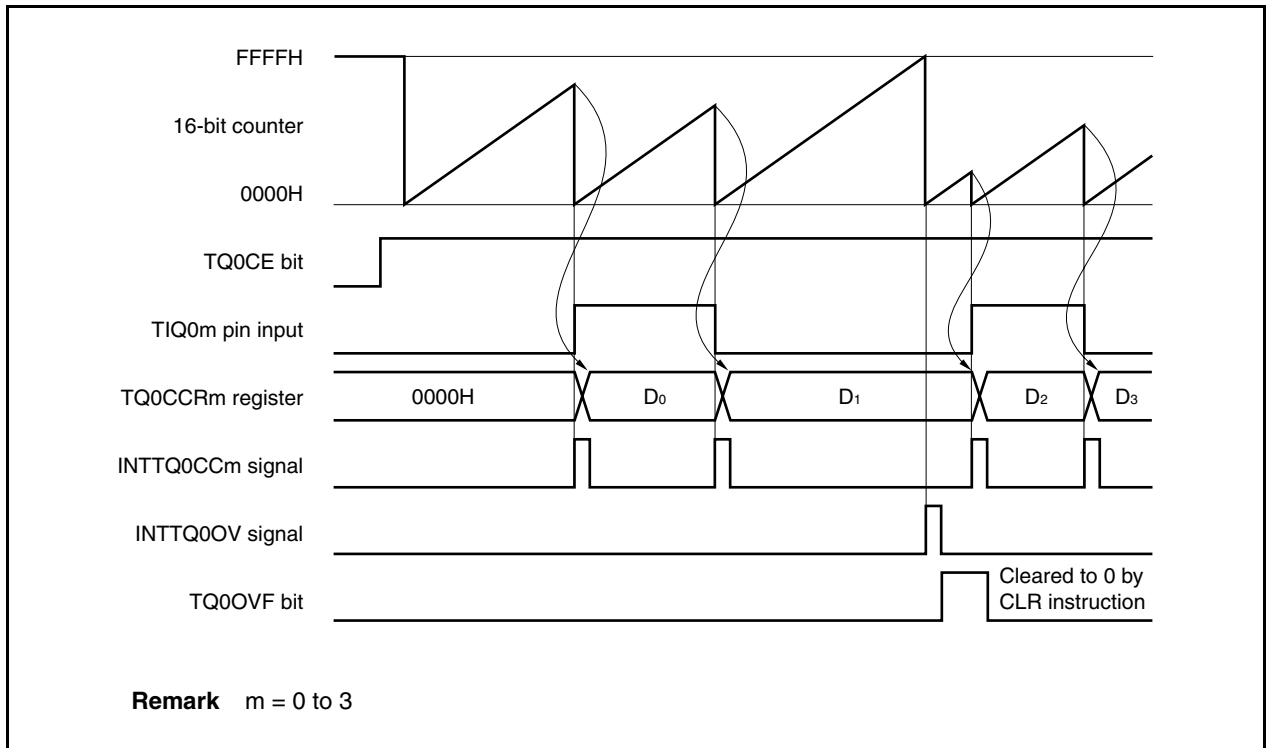 FFFFH
16-bit counter
0000H
TQ0CE bit
TIQ0m pin input
TQ0CCRm register
0000H
D0
D1
D2
D3
INTTQ0CCm signal
INTTQ0OV signal
TQ0OVF bit
Cleared to 0 by
CLR instruction
Remark m = 0 to 3